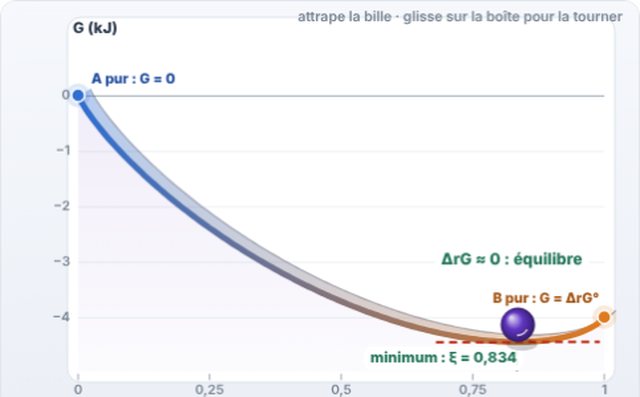 attrape la bille · glisse sur la boîte pour la tourner
G (kJ)
A pur : G = 0
0
−1
−2
−3
ΔrG ≈ 0 : équilibre
B pur : G = ΔrG°
−4
minimum : ξ = 0,834
0 0,25 0,5 0,75 1